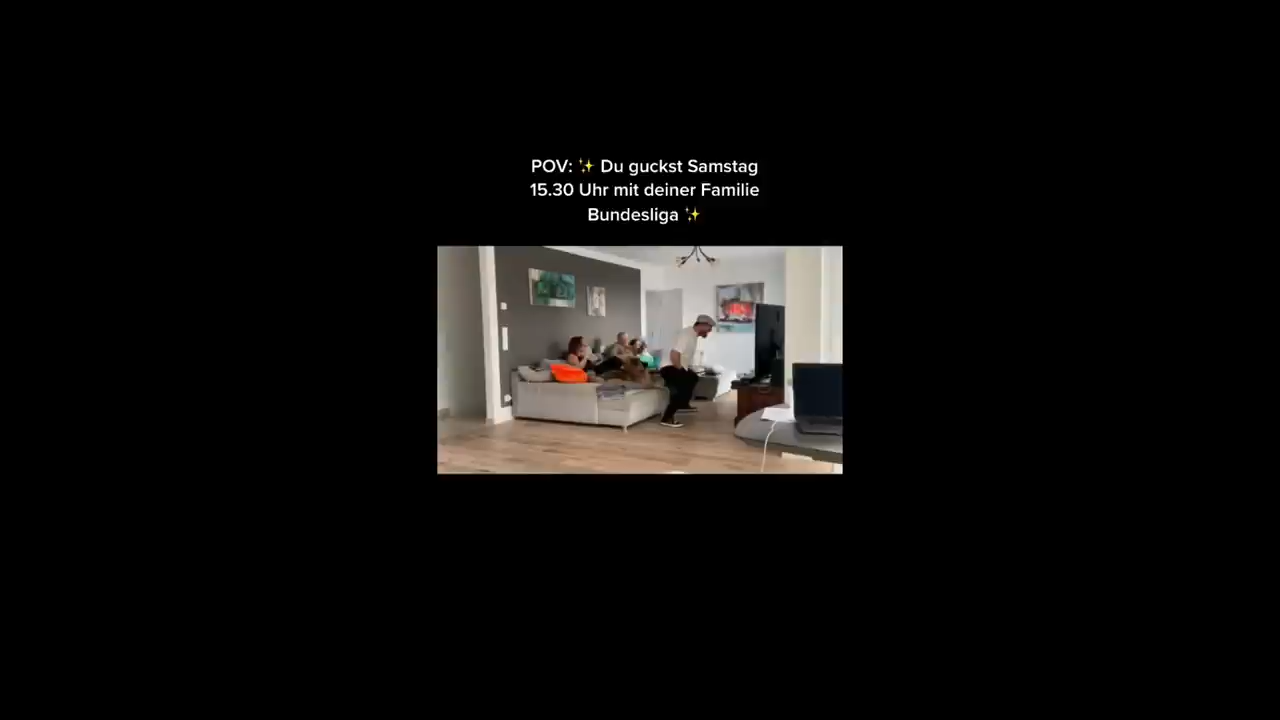 POV: ✨ Du guckst Samstag
15.30 Uhr mit deiner Familie
Bundesliga ✨